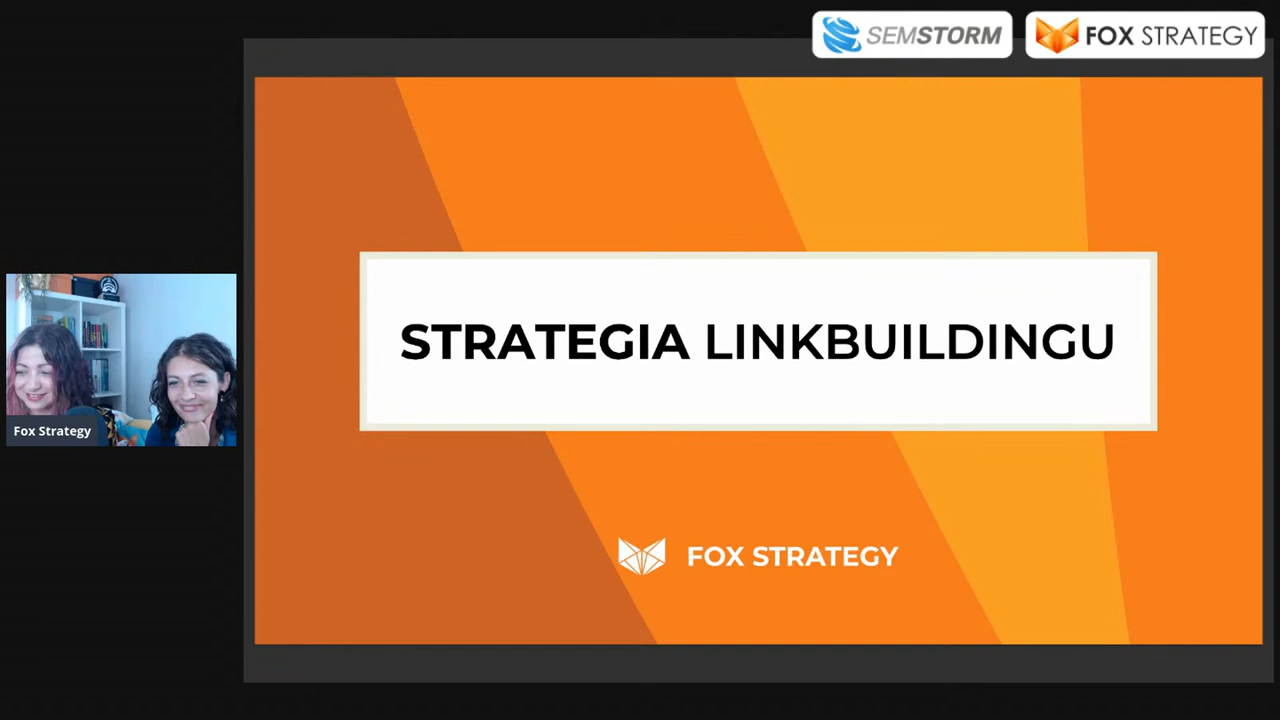 SEMSTORM
FOX STRATEGY
STRATEGIA LINKBUILDINGU
Fox Strategy
FOX STRATEGY